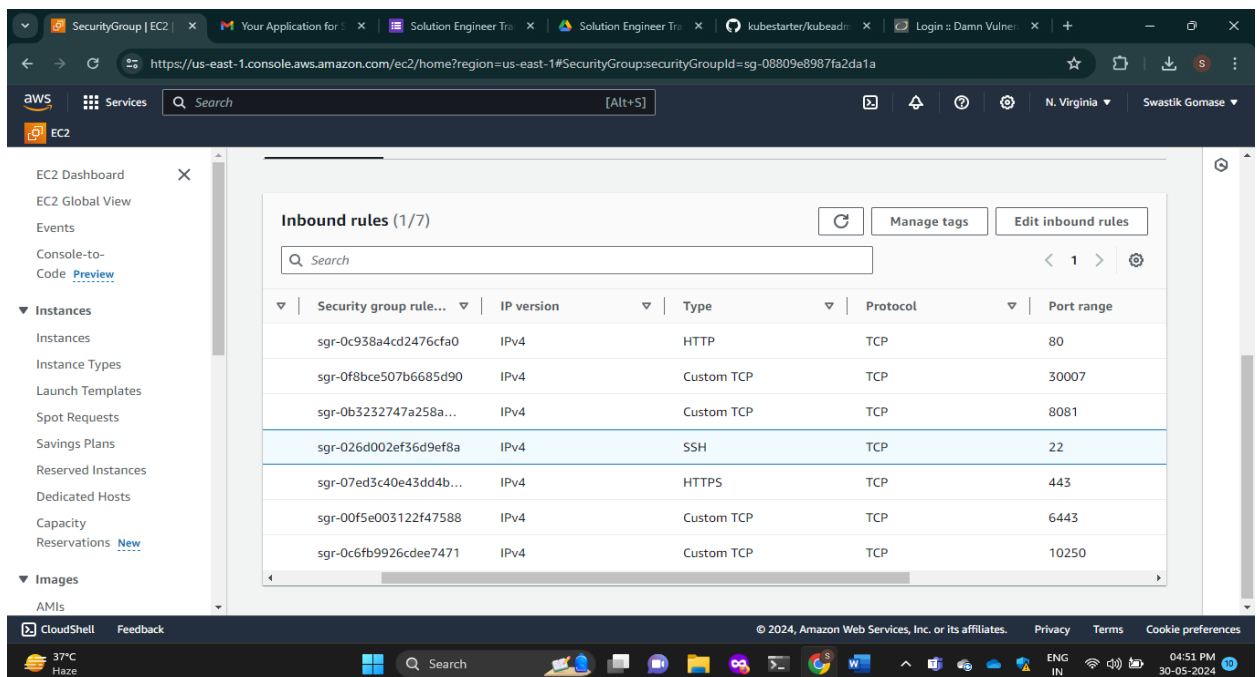 SecurityGroup | EC2 |
Your Application for S
Solution Engineer Tra
Solution Engineer Tra
kubestarter/kubeadm
Login :: Damn Vulner
https://us-east-1.console.aws.amazon.com/ec2/home?region=us-east-1#SecurityGroup:securityGroupId=sg-08809e8987fa2da1a
S
aws Services Search [Alt+S] N. Virginia ▼ Swastik Gomase ▼
EC2
EC2 Dashboard
EC2 Global View
Events
Console-to-
Code Preview
Instances
Instances
Instance Types
Launch Templates
Spot Requests
Savings Plans
Reserved Instances
Dedicated Hosts
Capacity
Reservations New
Images
AMIs
Inbound rules (1/7) Manage tags Edit inbound rules
Search 1
Security group rule... IP version Type Protocol Port range
sgr-0c938a4cd2476cfa0 IPv4 HTTP TCP 80
sgr-0f8bce507b6685d90 IPv4 Custom TCP TCP 30007
sgr-0b3232747a258a... IPv4 Custom TCP TCP 8081
sgr-026d002ef36d9ef8a IPv4 SSH TCP 22
sgr-07ed3c40e43dd4b... IPv4 HTTPS TCP 443
sgr-00f5e003122f47588 IPv4 Custom TCP TCP 6443
sgr-0c6fb9926cdee7471 IPv4 Custom TCP TCP 10250
CloudShell Feedback © 2024, Amazon Web Services, Inc. or its affiliates. Privacy Terms Cookie preferences
37°C
Haze
Search
ENG
IN
04:51 PM
30-05-2024
10